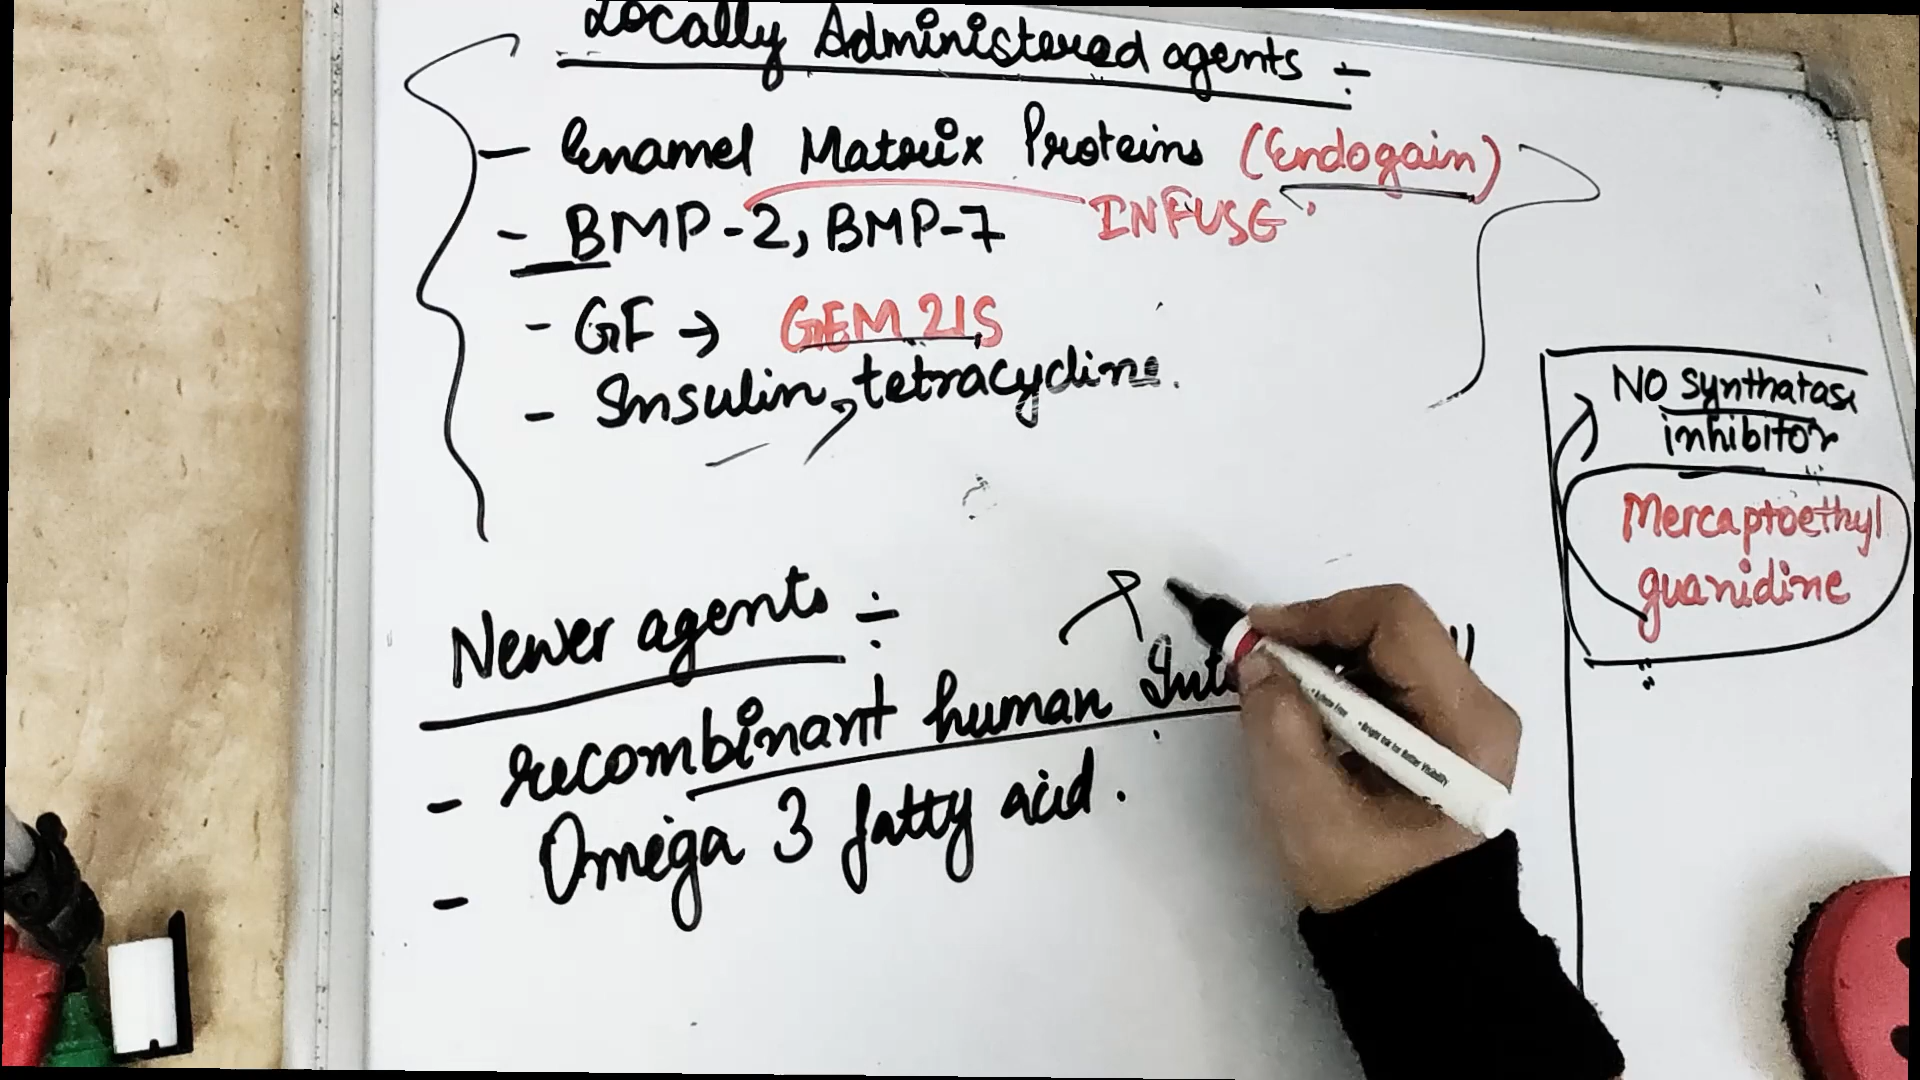 Locally Administered agents :-
- Enamel Matrix Proteins (Endogain)
- BMP-2, BMP-7 INFUSE
- GF → GEM 21S
- Insulin, tetracycline.
NO Synthatase
inhibitor
Mercaptoethyl
guanidine
Newer agents :-
- recombinant human
- Omega 3 fatty acid.